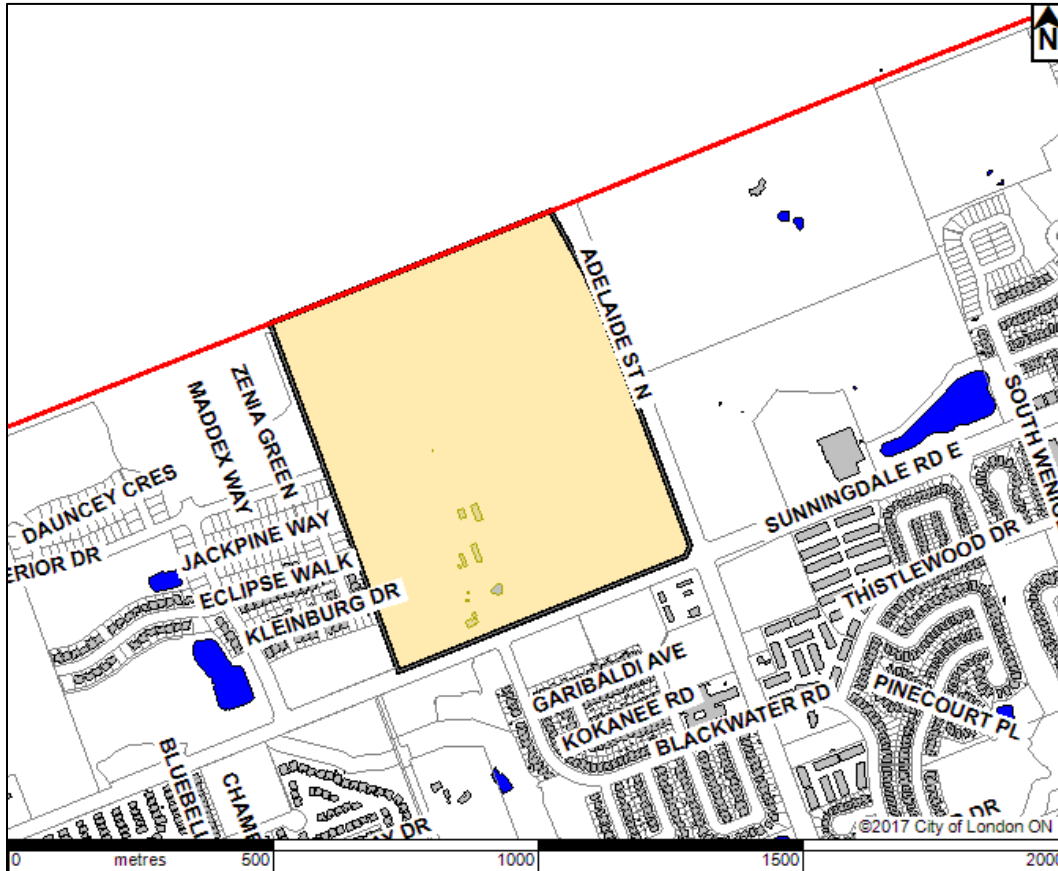 N
ADELAIDE ST N
ZENIA GREEN
MADDEX WAY
DAUNCEY CRES
ERIOR DR
JACKPINE WAY
ECLIPSE WALK
KLEINBURG DR
SOUTH WEN
SUNNINGDALE RD E
THISTLEWOOD DR
GARIBALDI AVE
KOKANEE RD
BLACKWATER RD
PINECOURT PL
BLUEBELL
CHAM
DR
DR
©2017 City of London ON
0 metres 500 1000 1500 2000